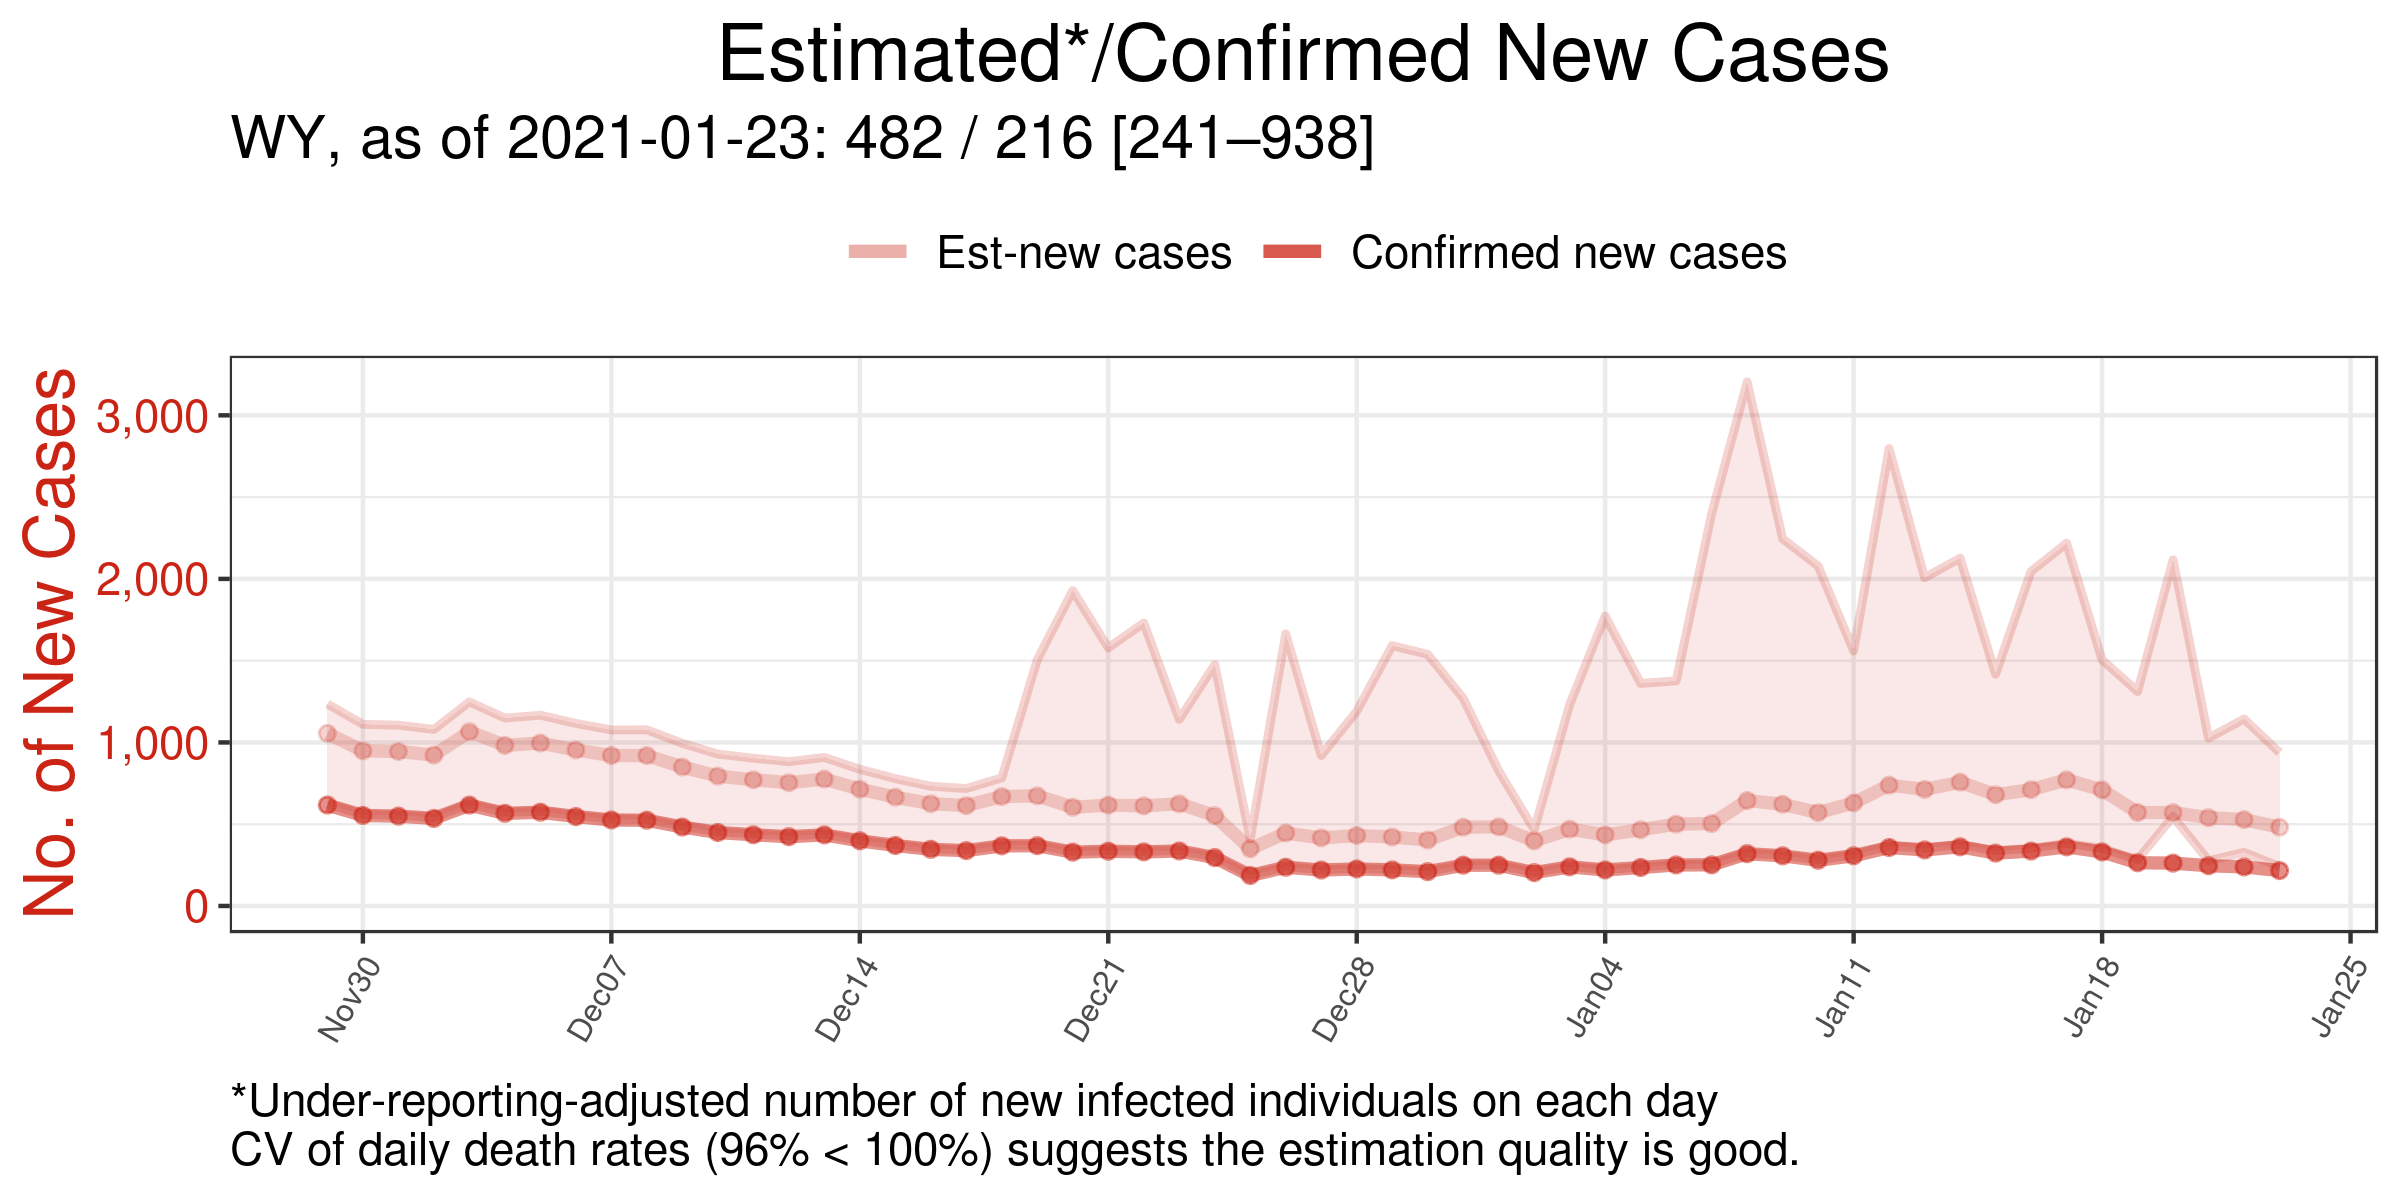 Estimated*/Confirmed New Cases
WY, as of 2021-01-23: 482 / 216 [241–938]
Est-new cases
Confirmed new cases
No. of New Cases
3,000
2,000
1,000
0
Nov30
Dec07
Dec14
Dec21
Dec28
Jan04
Jan11
Jan18
Jan25
*Under-reporting-adjusted number of new infected individuals on each day
CV of daily death rates (96% < 100%) suggests the estimation quality is good.